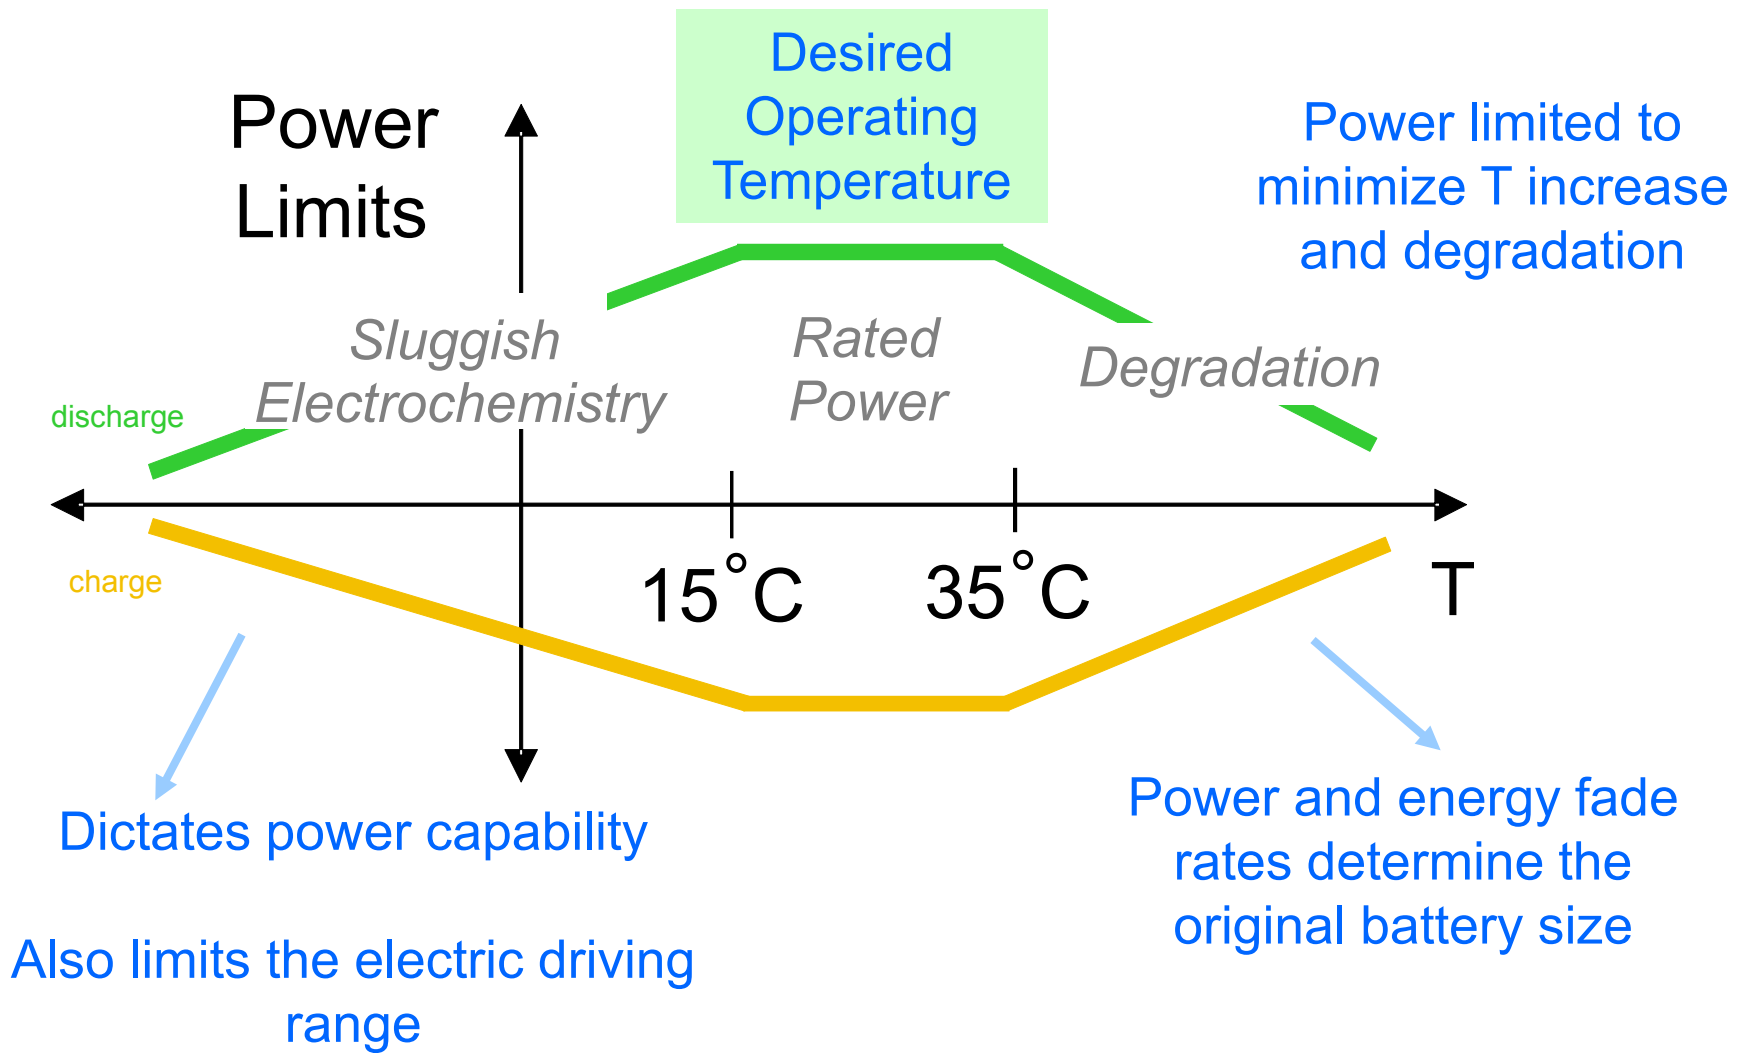 Power
Limits
Desired
Operating
Temperature
Power limited to
minimize T increase
and degradation
Sluggish
Electrochemistry
Rated
Power
Degradation
discharge
charge
15°C
35°C
T
Dictates power capability
Also limits the electric driving
range
Power and energy fade
rates determine the
original battery size